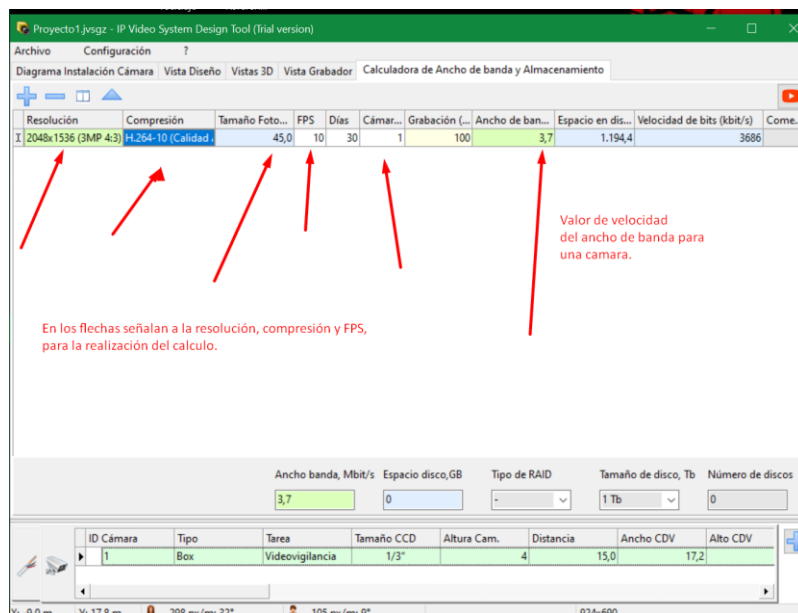 Proyecto1.jvsgz - IP Video System Design Tool (Trial version)
Archivo Configuración ?
Diagrama Instalación Cámara Vista Diseño Vistas 3D Vista Grabador Calculadora de Ancho de banda y Almacenamiento
Resolución Compresión Tamaño Foto... FPS Días Cámar... Grabación (... Ancho de ban... Espacio en dis... Velocidad de bits (kbit/s) Come...
2048x1536 (3MP 4:3) H.264-10 (Calidad 45,0 10 30 1 100 3,7 1.194,4 3686
Valor de velocidad
del ancho de banda para
una camara.
En los flechas señalan a la resolución, compresión y FPS,
para la realización del calculo.
Ancho banda, Mbit/s Espacio disco,GB Tipo de RAID Tamaño de disco, Tb Número de discos
3,7 0 - 1 Tb 0
ID Cámara Tipo Tarea Tamaño CCD Altura Cam. Distancia Ancho CDV Alto CDV
1 Box Videovigilancia 1/3" 4 15,0 17,2